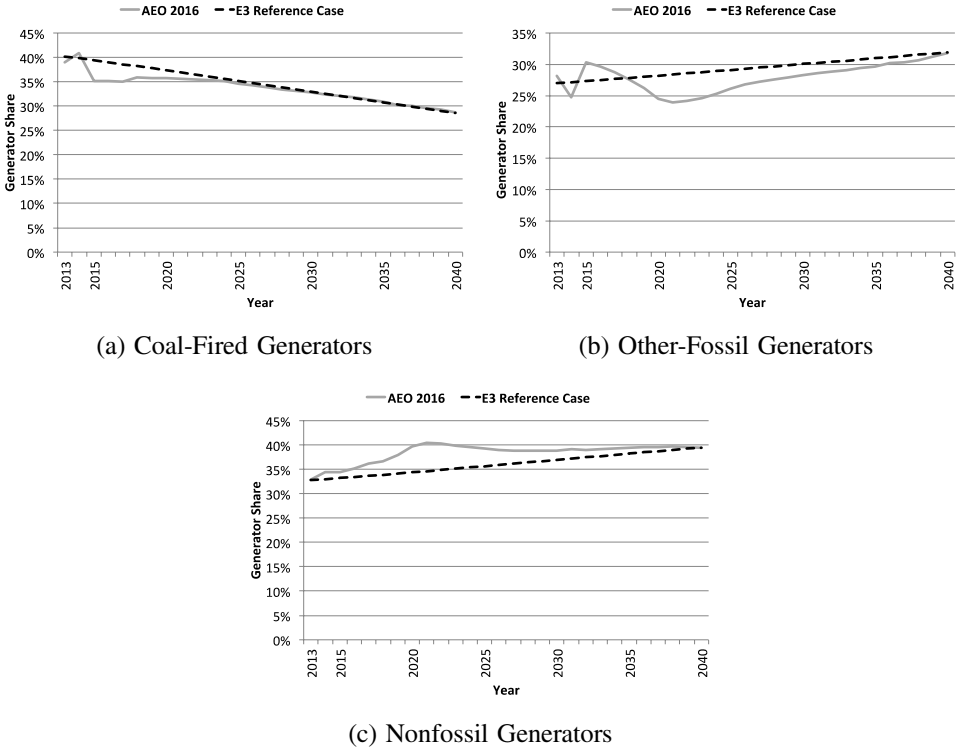 AEO 2016 E3 Reference Case
45%
40%
35%
30%
25%
20%
15%
10%
5%
0%
Generator Share
2013 2015 2020 2025 2030 2035 2040
Year
(a) Coal-Fired Generators
AEO 2016 E3 Reference Case
35%
30%
25%
20%
15%
10%
5%
0%
Generator Share
2013 2015 2020 2025 2030 2035 2040
Year
(b) Other-Fossil Generators
AEO 2016 E3 Reference Case
45%
40%
35%
30%
25%
20%
15%
10%
5%
0%
Generator Share
2013 2015 2020 2025 2030 2035 2040
Year
(c) Nonfossil Generators